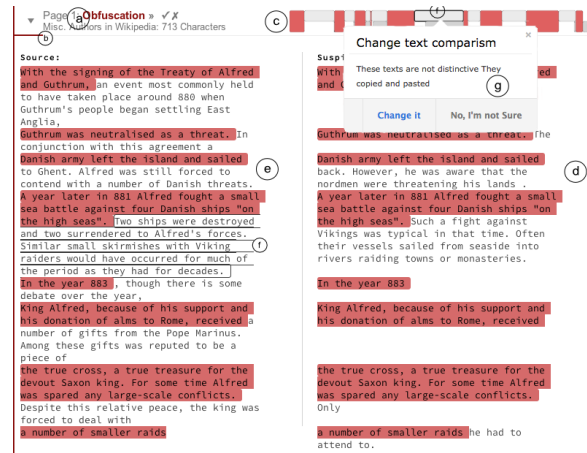 Page 1: Obfuscation » ✓✗
Misc. Authors in Wikipedia: 713 Characters
a
b
c
f
Change text comparism
×
These texts are not distinctive They
copied and pasted
g
Change it
No, I'm not Sure
Source:
With the signing of the Treaty of Alfred
and Guthrum, an event most commonly held
to have taken place around 880 when
Guthrum's people began settling East
Anglia,
Guthrum was neutralised as a threat. In
conjunction with this agreement a
Danish army left the island and sailed
to Ghent. Alfred was still forced to
contend with a number of Danish threats.
A year later in 881 Alfred fought a small
sea battle against four Danish ships "on
the high seas". Two ships were destroyed
and two surrendered to Alfred's forces.
Similar small skirmishes with Viking
raiders would have occurred for much of
the period as they had for decades.
In the year 883 , though there is some
debate over the year,
King Alfred, because of his support and
his donation of alms to Rome, received a
number of gifts from the Pope Marinus.
Among these gifts was reputed to be a
piece of
the true cross, a true treasure for the
devout Saxon king. For some time Alfred
was spared any large-scale conflicts.
Despite this relative peace, the king was
forced to deal with
a number of smaller raids
e
f
Suspi
With red
and G
Guthrum was neutralised as a threat. The
Danish army left the island and sailed
back. However, he was aware that the
nordmen were threatening his lands .
A year later in 881 Alfred fought a small
sea battle against four Danish ships "on
the high seas". Such a fight against
Vikings was typical in that time. Often
their vessels sailed from seaside into
rivers raiding towns or monasteries.
In the year 883
King Alfred, because of his support and
his donation of alms to Rome, received
the true cross, a true treasure for the
devout Saxon king. For some time Alfred
was spared any large-scale conflicts.
Only
a number of smaller raids he had to
attend to.
d